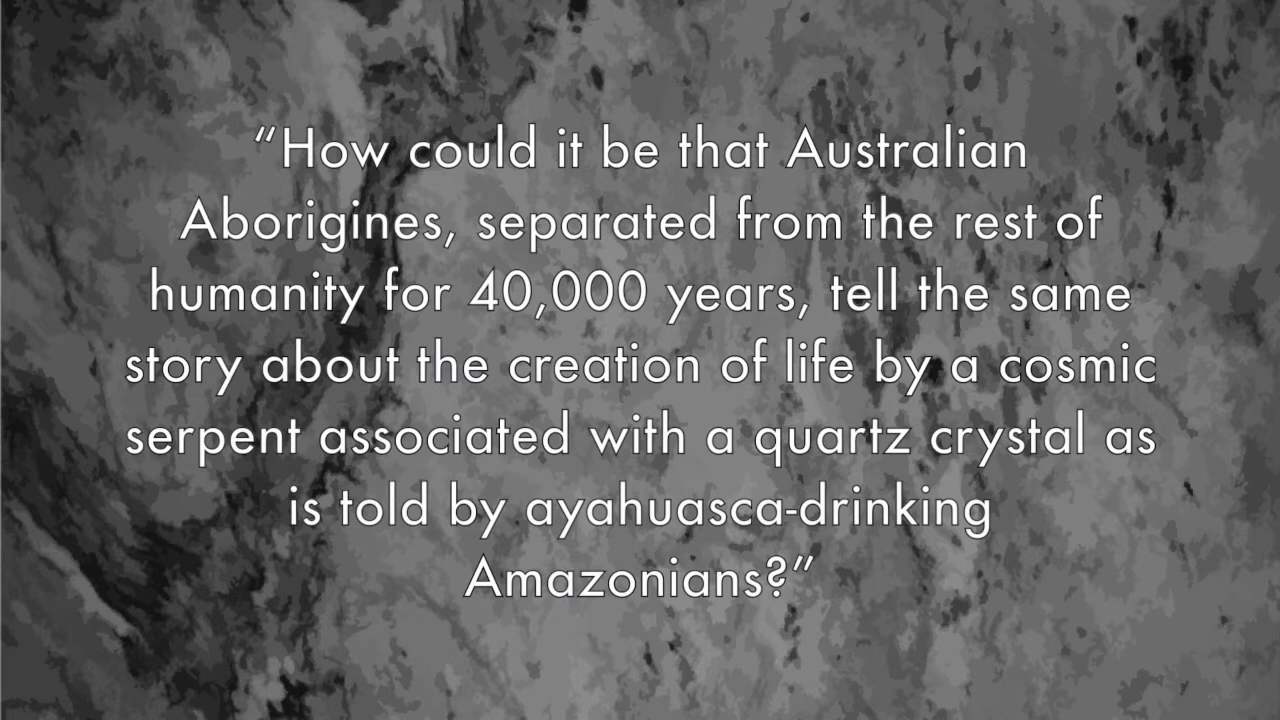 “How could it be that Australian
Aborigines, separated from the rest of
humanity for 40,000 years, tell the same
story about the creation of life by a cosmic
serpent associated with a quartz crystal as
is told by ayahuasca-drinking
Amazonians?”